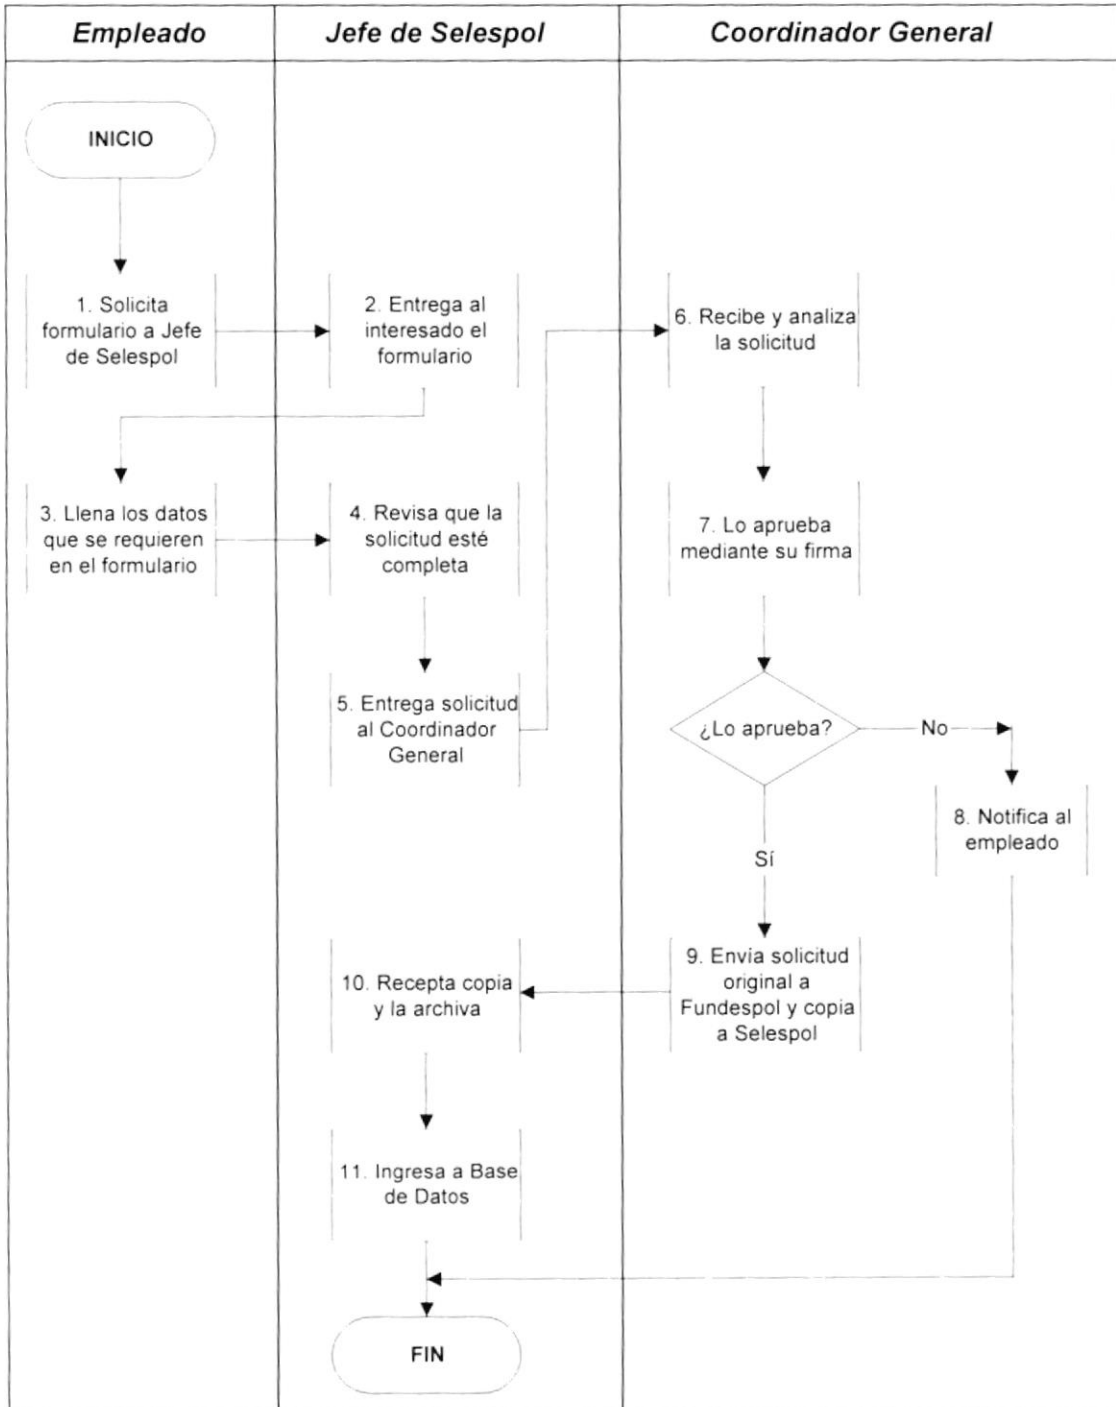 Empleado
Jefe de Selespol
Coordinador General
INICIO
1. Solicita
formulario a Jefe
de Selespol
2. Entrega al
interesado el
formulario
6. Recibe y analiza
la solicitud
3. Llena los datos
que se requieren
en el formulario
4. Revisa que la
solicitud esté
completa
7. Lo aprueba
mediante su firma
5. Entrega solicitud
al Coordinador
General
¿Lo aprueba?
No
8. Notifica al
empleado
Sí
9. Envía solicitud
original a
Fundespol y copia
a Selespol
10. Recepta copia
y la archiva
11. Ingresa a Base
de Datos
FIN